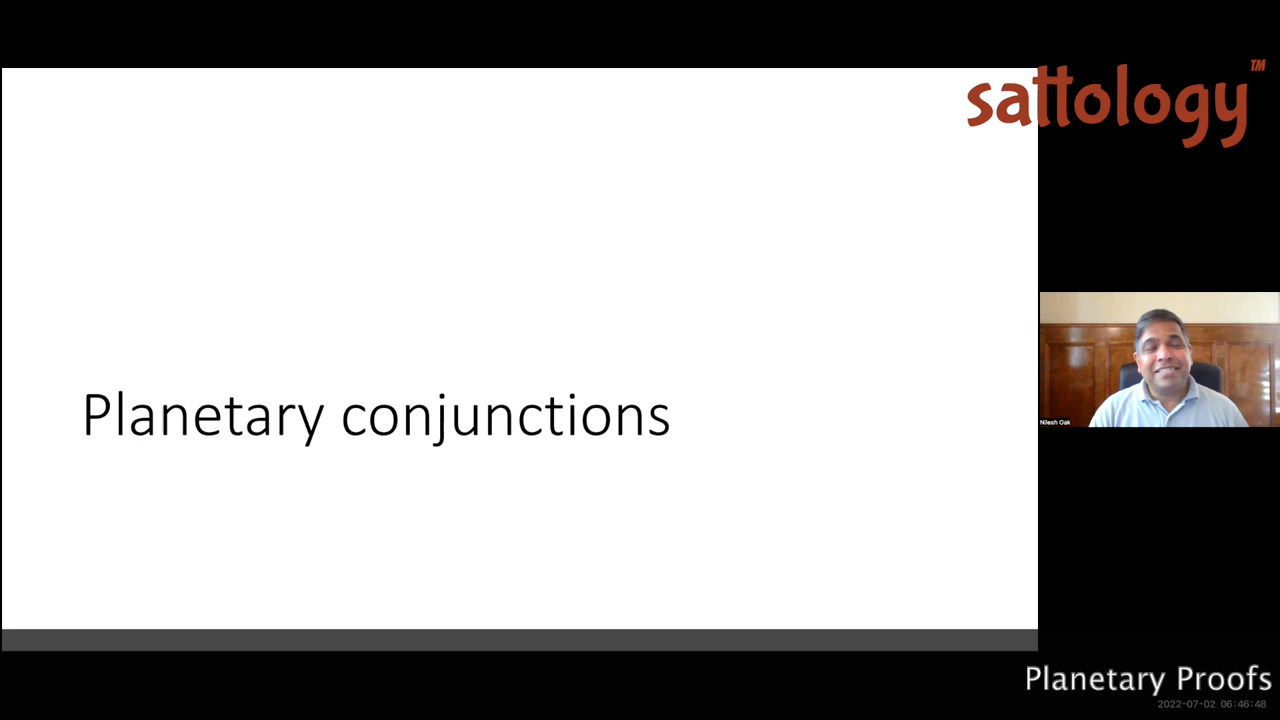 sattology™
Planetary conjunctions
Nilesh Oak
Planetary Proofs
2022-07-02 06:46:48